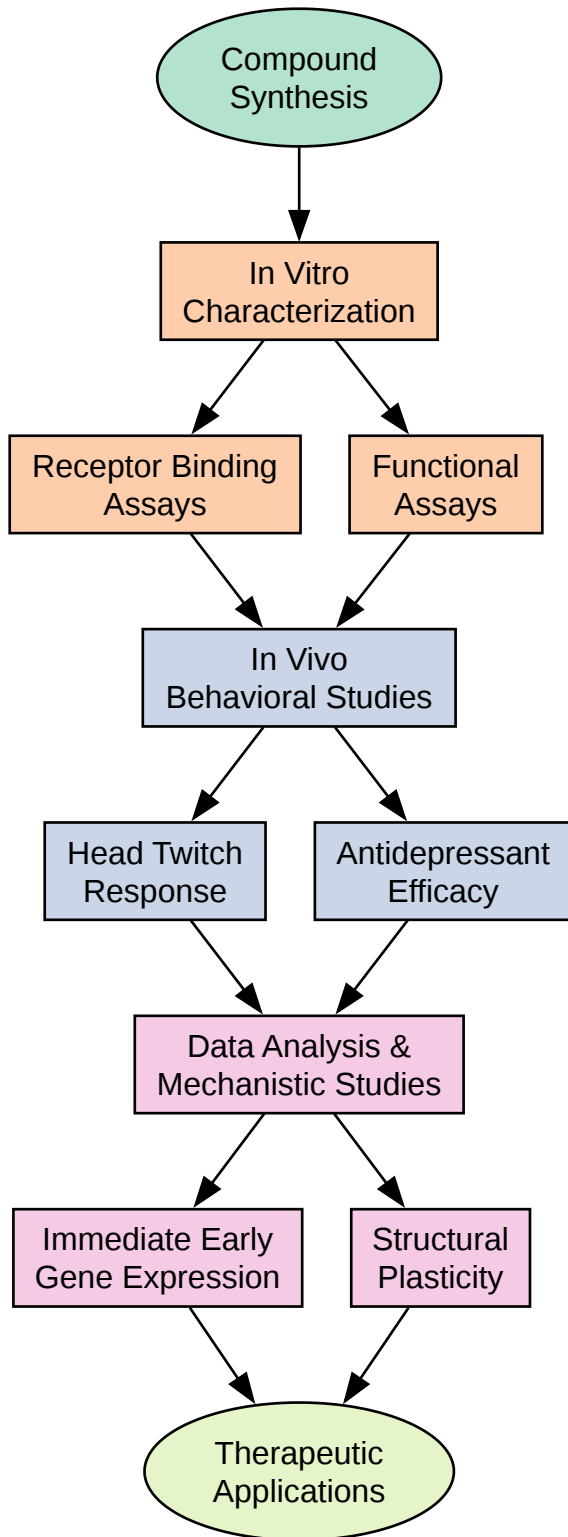 Compound
Synthesis
In Vitro
Characterization
Receptor Binding
Assays
Functional
Assays
In Vivo
Behavioral Studies
Head Twitch
Response
Antidepressant
Efficacy
Data Analysis &
Mechanistic Studies
Immediate Early
Gene Expression
Structural
Plasticity
Therapeutic
Applications